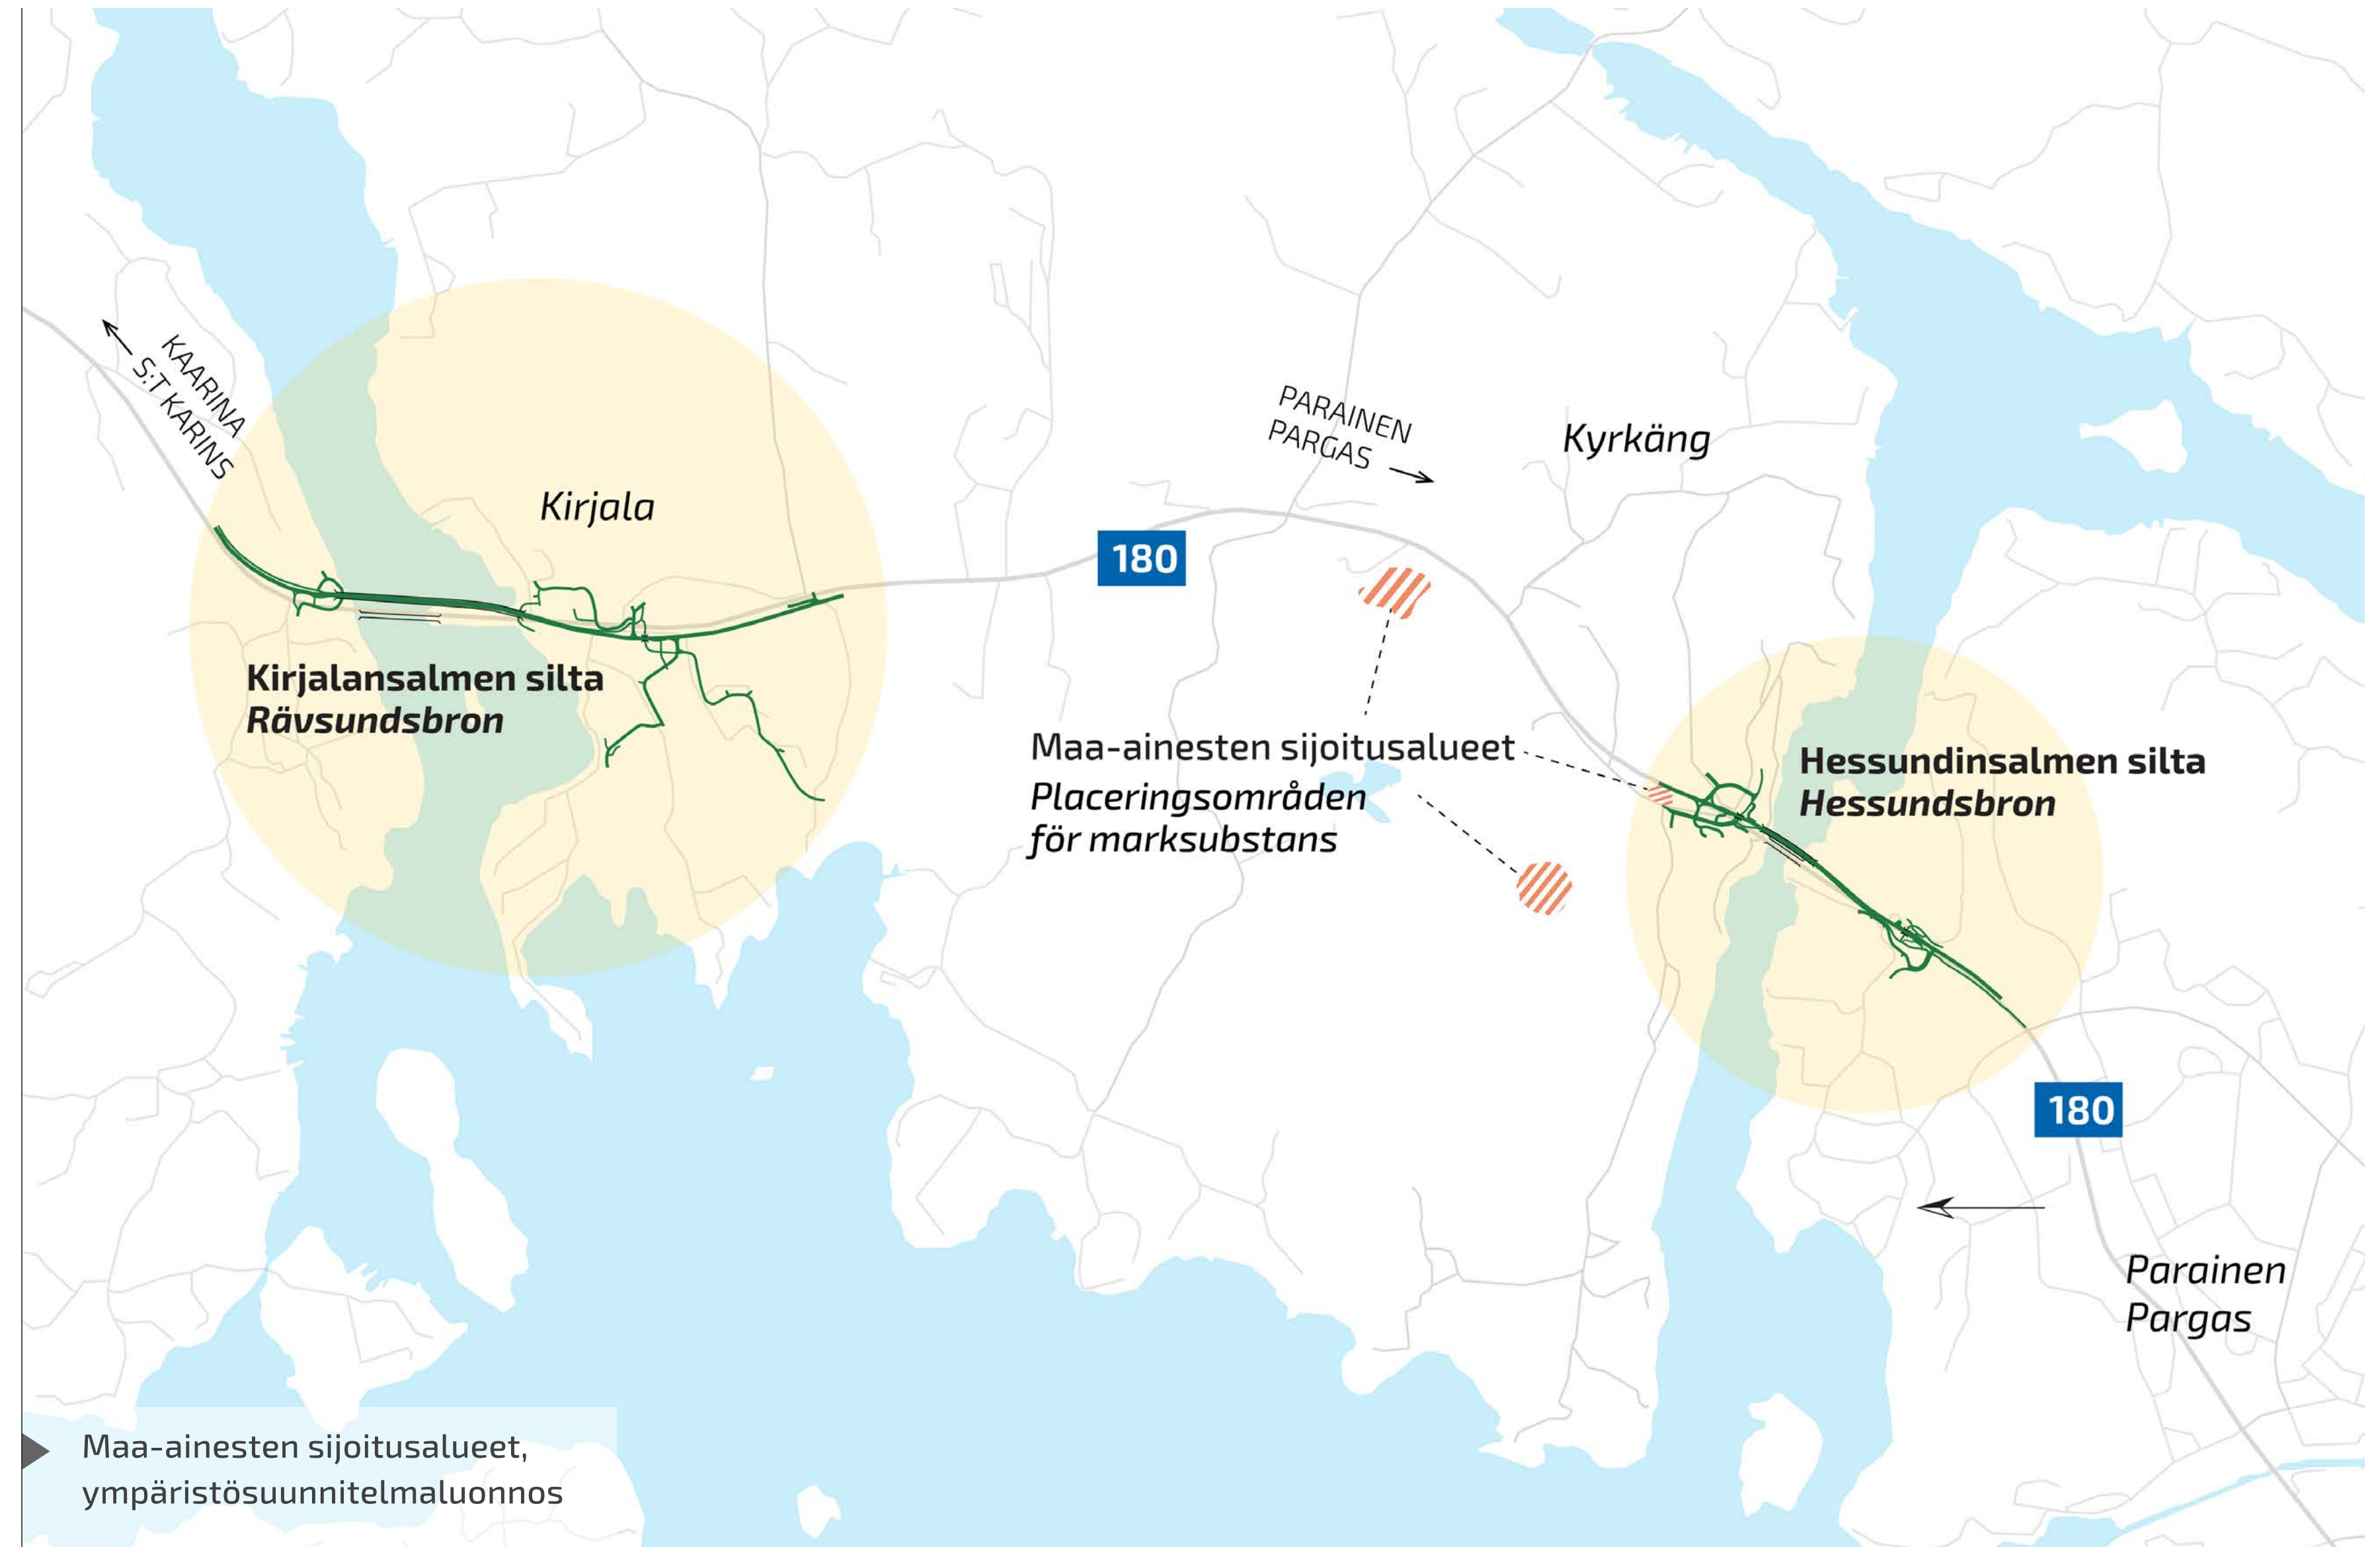 KAARINA
S:T KARINS
Kirjala
PARAINEN
PARGAS
Kyrkäng
180
Kirjalansalmen silta
Rävsundsbron
Maa-ainesten sijoitusalueet
Placeringsområden
för marksubstans
Hessundinsalmen silta
Hessundsbron
180
Parainen
Pargas
Maa-ainesten sijoitusalueet,
ympäristösuunnitelmaluonnos